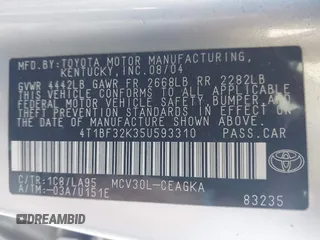 MFD.BY:TOYOTA MOTOR MANUFACTURING,
KENTUCKY,INC.08/04
GVWR 4442LB GAWR FR 2668LB RR 2282LB
THIS VEHICLE CONFORMS TO ALL APPLICABLE
FEDERAL MOTOR VEHICLE SAFETY, BUMPER,
AND THEFT PREVENTION STANDARDS IN EFFECT
ON THE DATE OF MANUFACTURE SHOWN ABOVE.
4T1BF32K35U593310 PASS.CAR
C/TR:1C8/LA95 MCV30L-CEAGKA
A/TM:-03A/U151E
83235
CARS BIDHISTORY